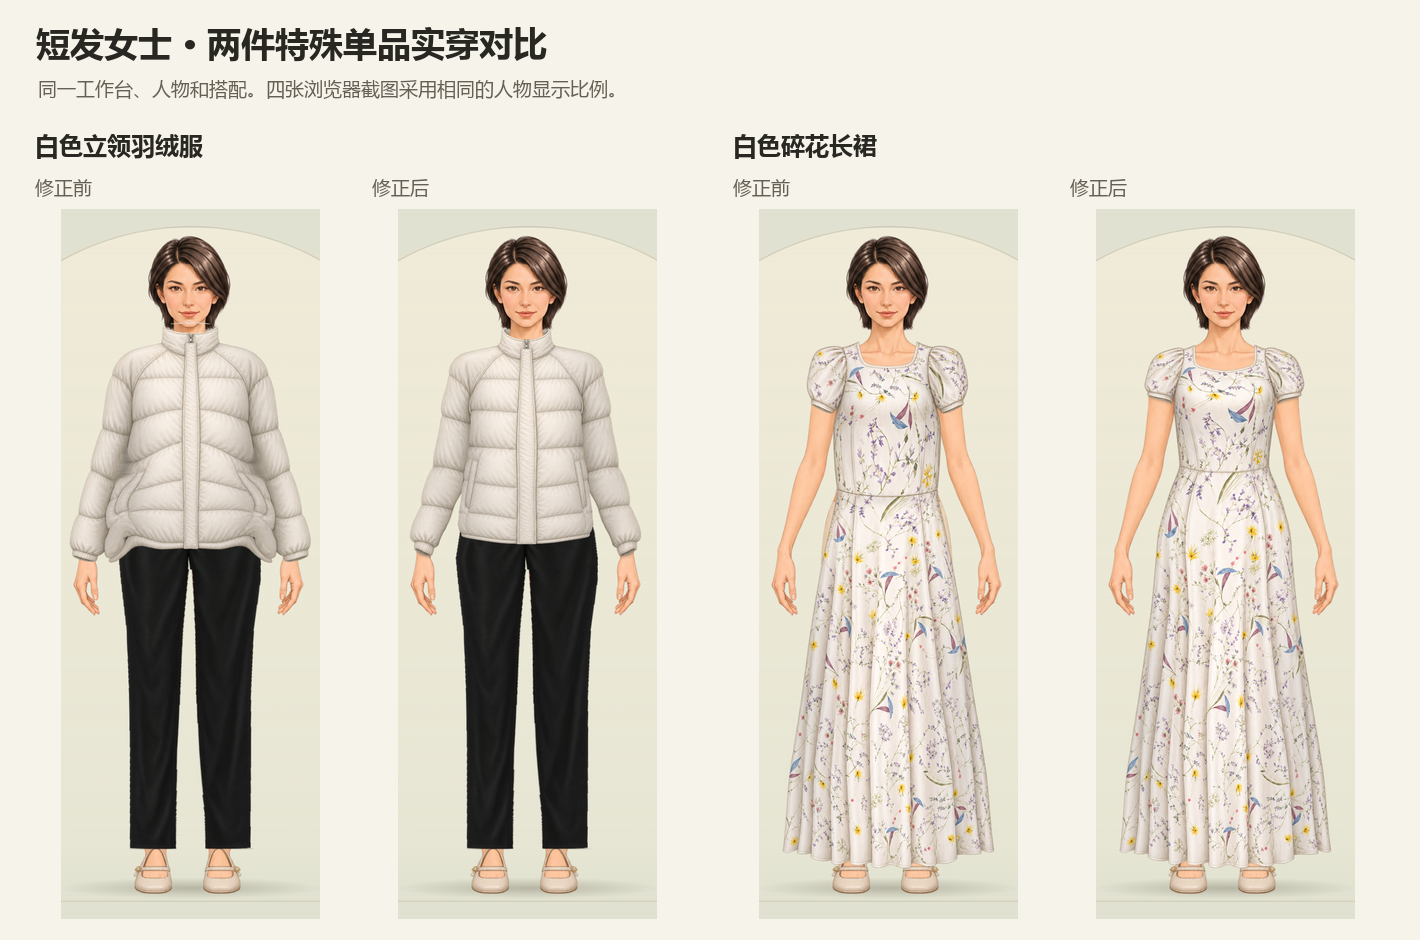 短发女士・两件特殊单品实穿对比
同一工作台、人物和搭配。四张浏览器截图采用相同的人物显示比例。
白色立领羽绒服
修正前
修正后
白色碎花长裙
修正前
修正后